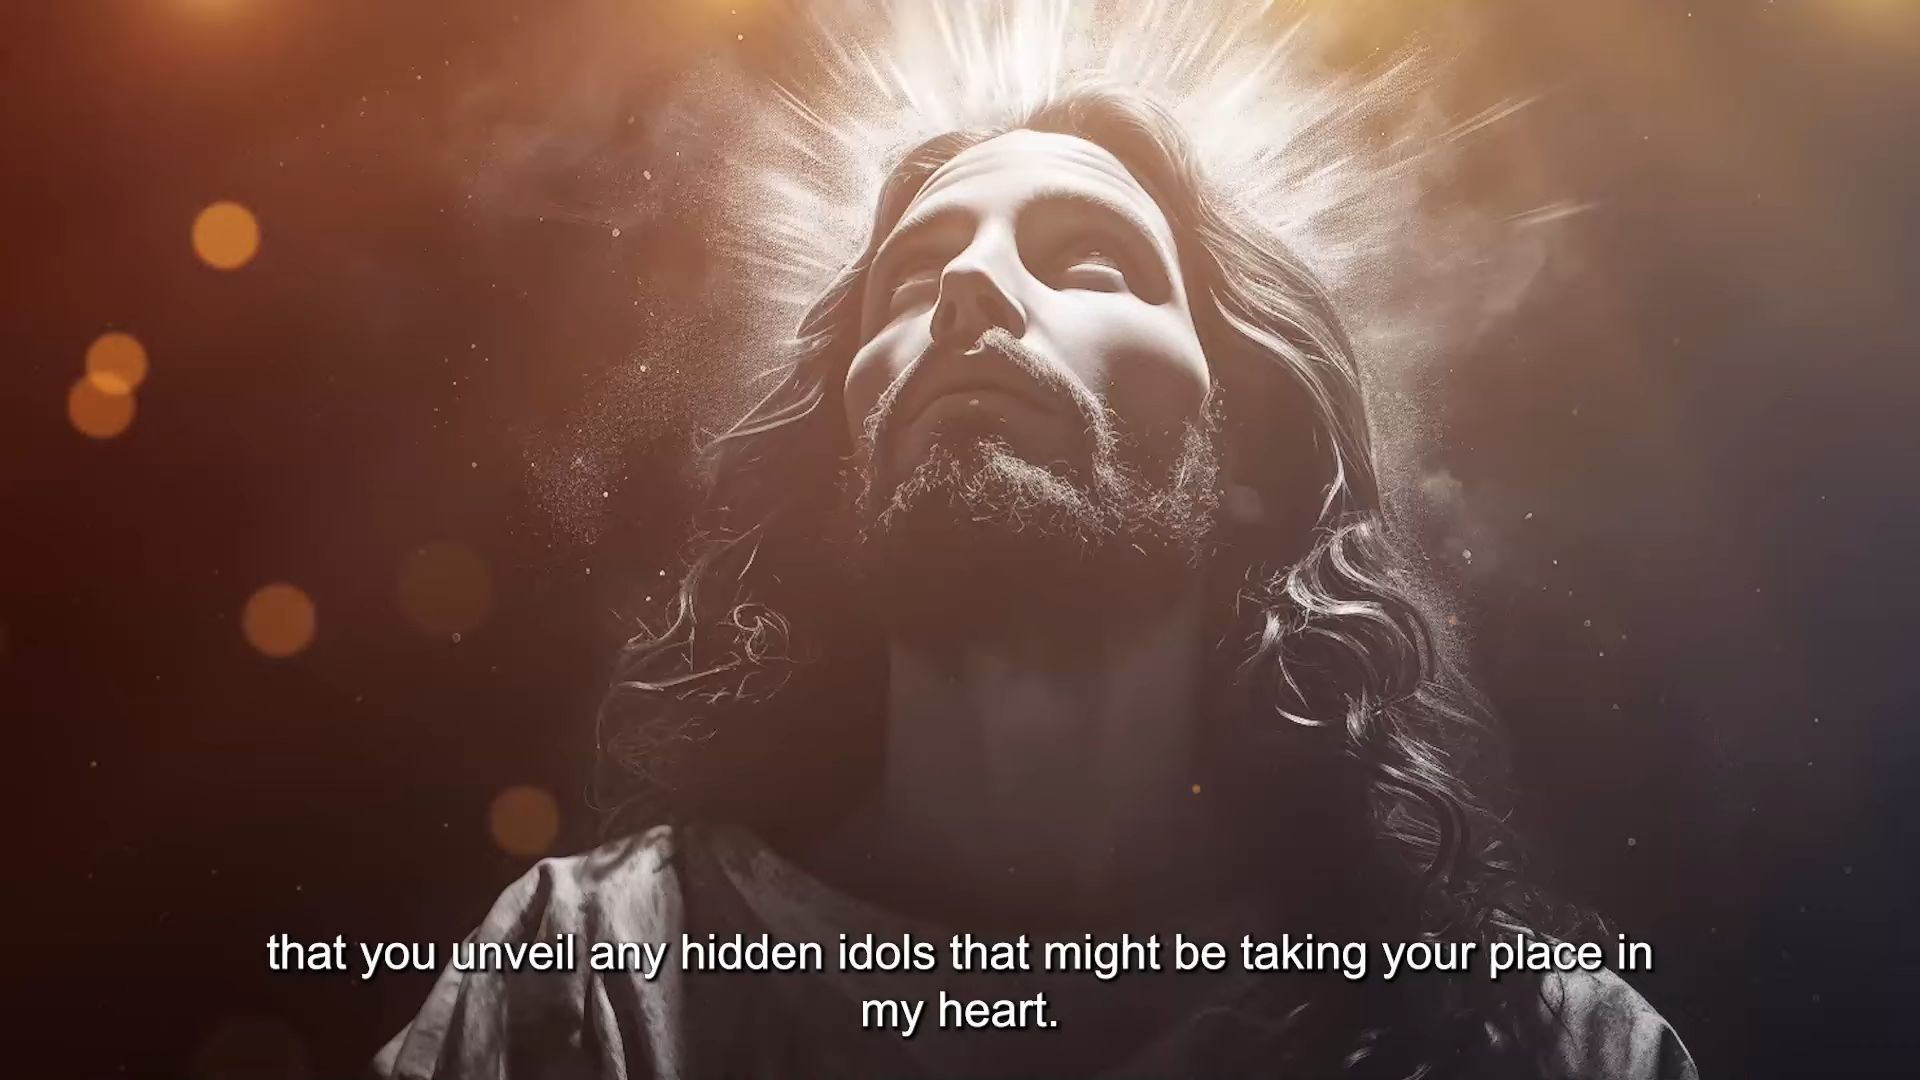 that you unveil any hidden idols that might be taking your place in
my heart.